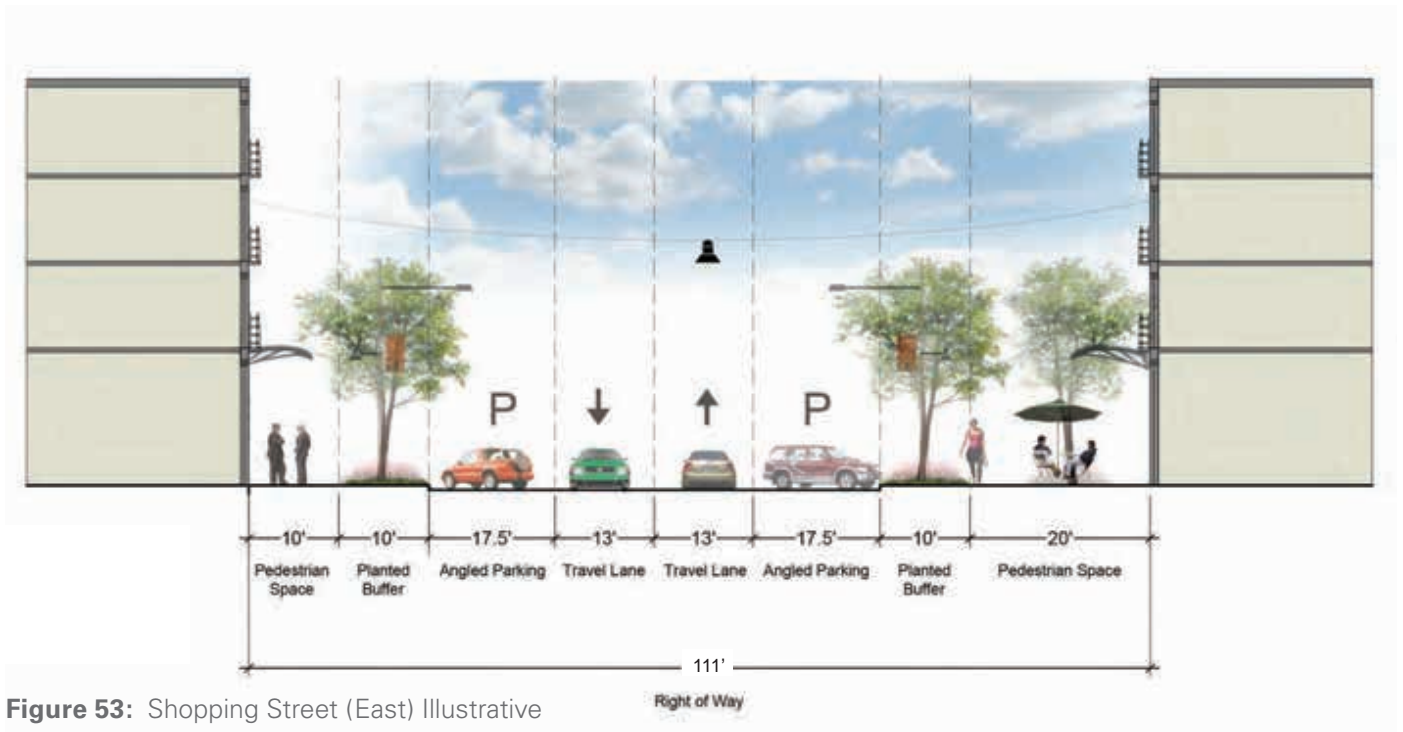 P
P
10' 10' 17.5' 13' 13' 17.5' 10' 20'
Pedestrian Space
Planted Buffer
Angled Parking
Travel Lane
Travel Lane
Angled Parking
Planted Buffer
Pedestrian Space
111’
Right of Way
Figure 53: Shopping Street (East) Illustrative